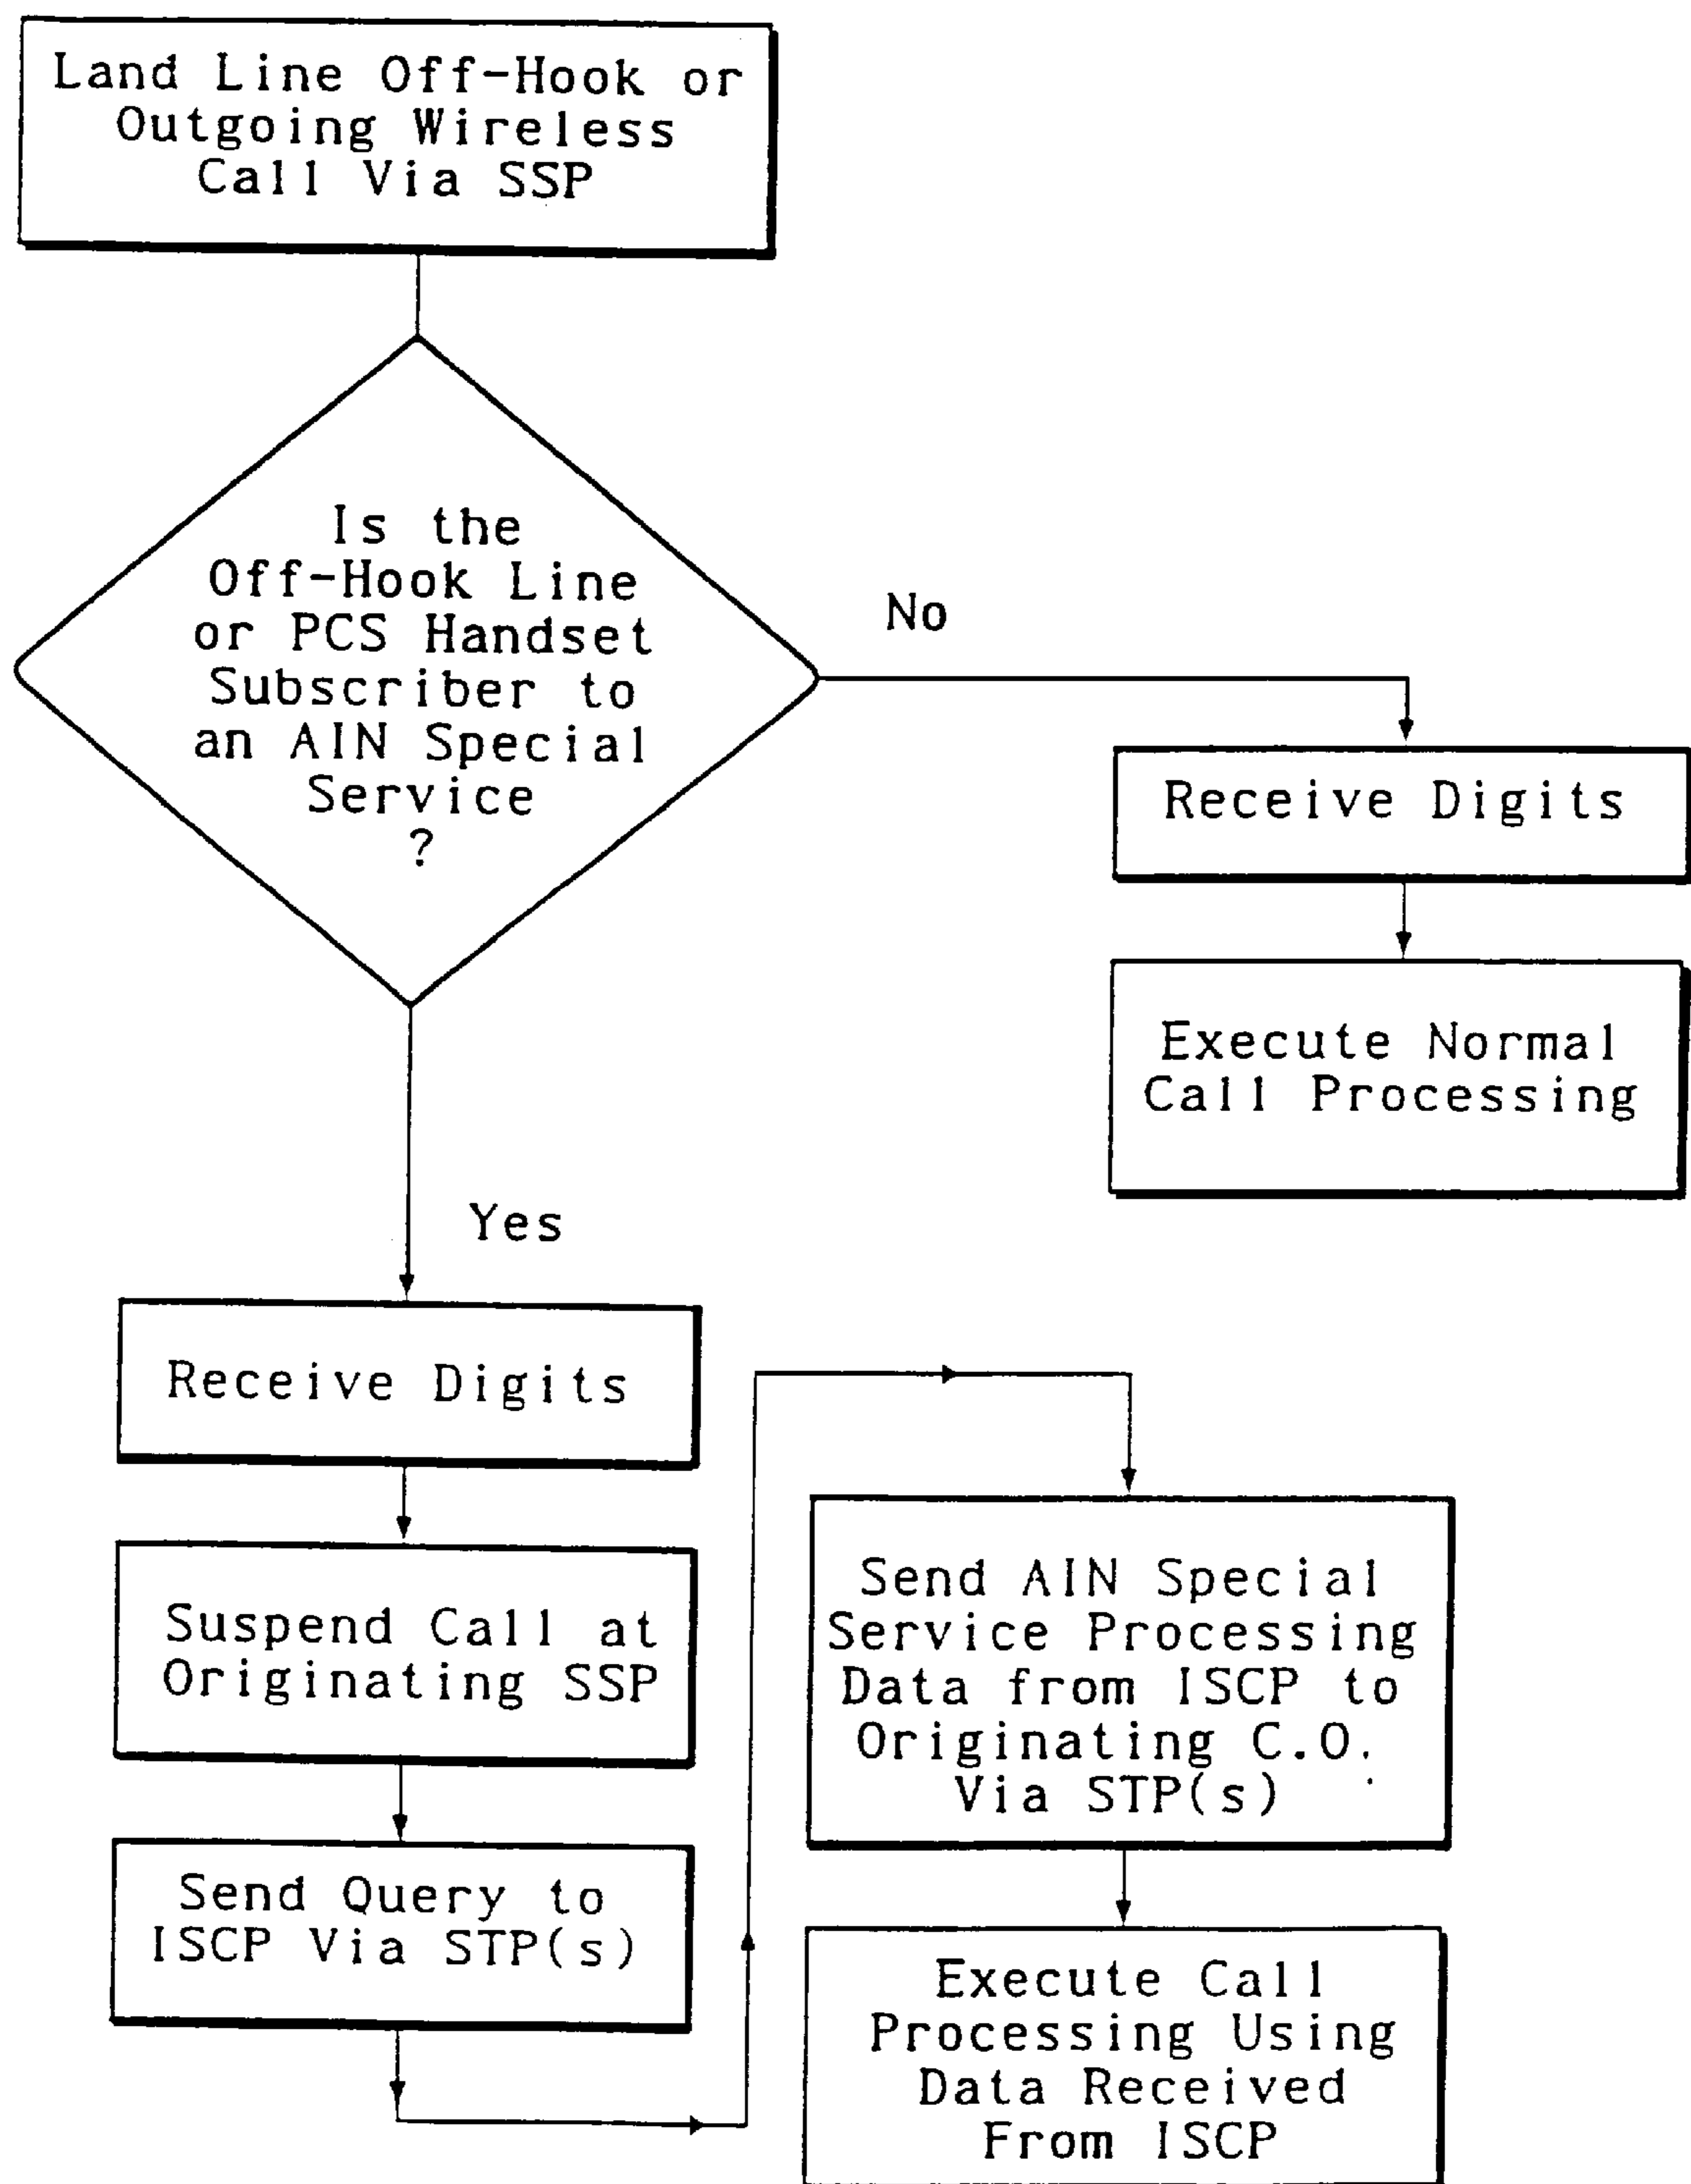 Land Line Off-Hook or
Outgoing Wireless
Call Via SSP
Is the
Off-Hook Line
or PCS Handset
Subscriber to
an AIN Special
Service
?
No
Receive Digits
Execute Normal
Call Processing
Yes
Receive Digits
Suspend Call at
Originating SSP
Send Query to
ISCP Via STP(s)
Send AIN Special
Service Processing
Data from ISCP to
Originating C.O.
Via STP(s)
Execute Call
Processing Using
Data Received
From ISCP